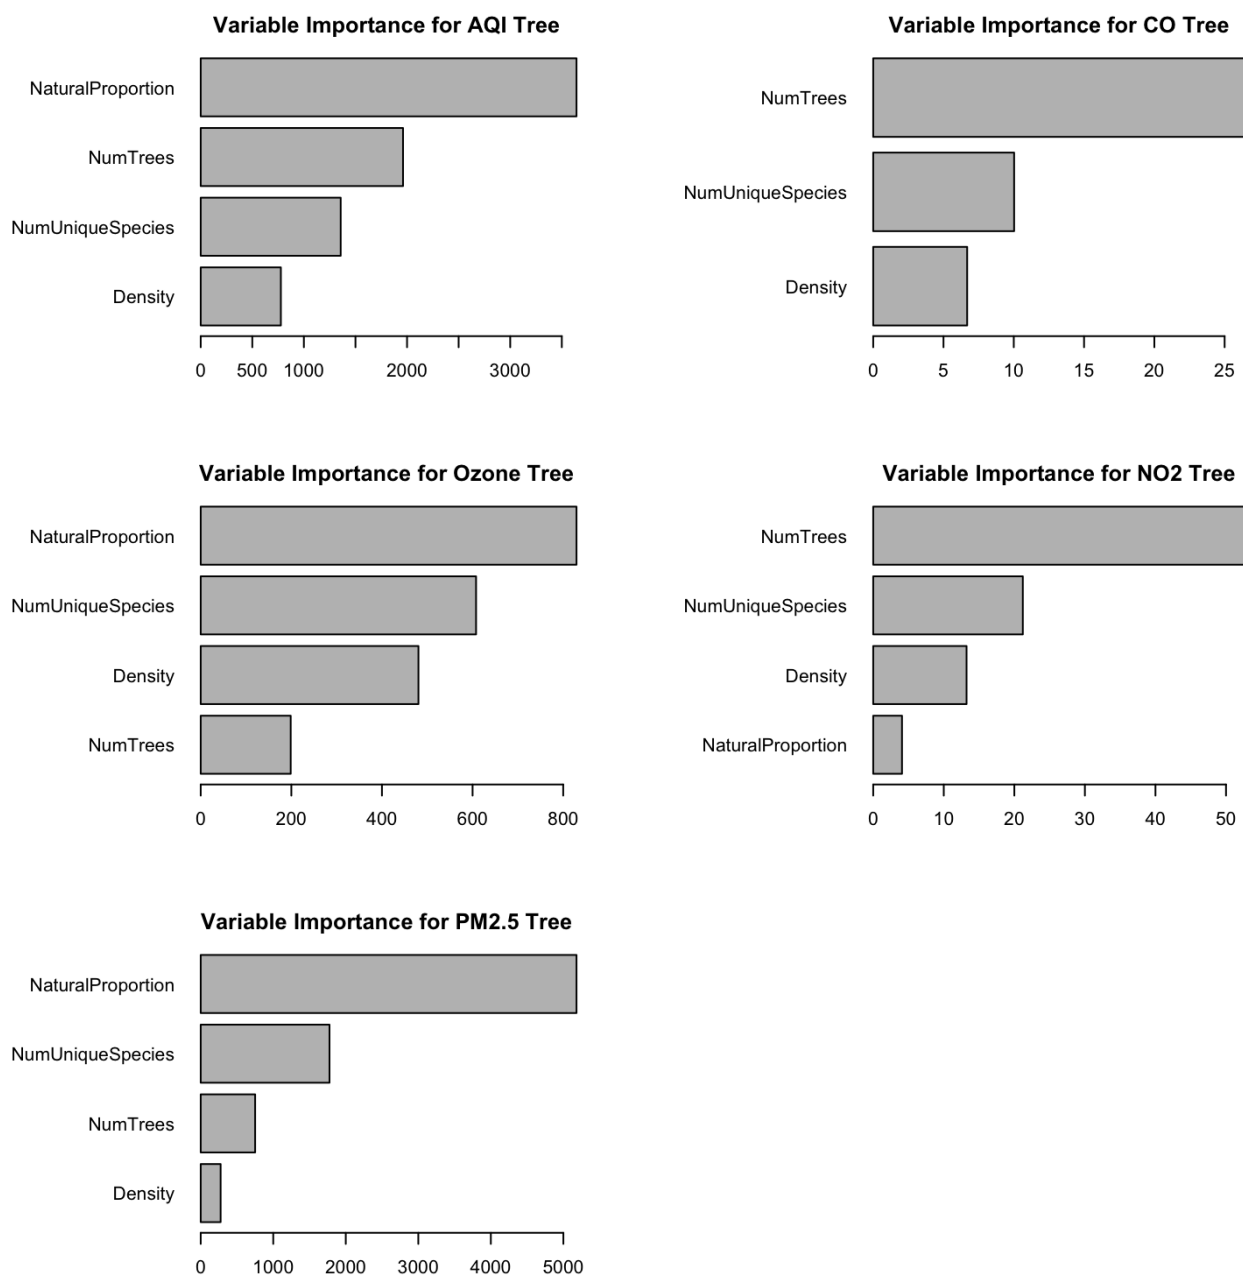 Variable Importance for AQI Tree
NaturalProportion
NumTrees
NumUniqueSpecies
Density
0 500 1000 2000 3000
Variable Importance for CO Tree
NumTrees
NumUniqueSpecies
Density
0 5 10 15 20 25
Variable Importance for Ozone Tree
NaturalProportion
NumUniqueSpecies
Density
NumTrees
0 200 400 600 800
Variable Importance for NO2 Tree
NumTrees
NumUniqueSpecies
Density
NaturalProportion
0 10 20 30 40 50
Variable Importance for PM2.5 Tree
NaturalProportion
NumUniqueSpecies
NumTrees
Density
0 1000 2000 3000 4000 5000